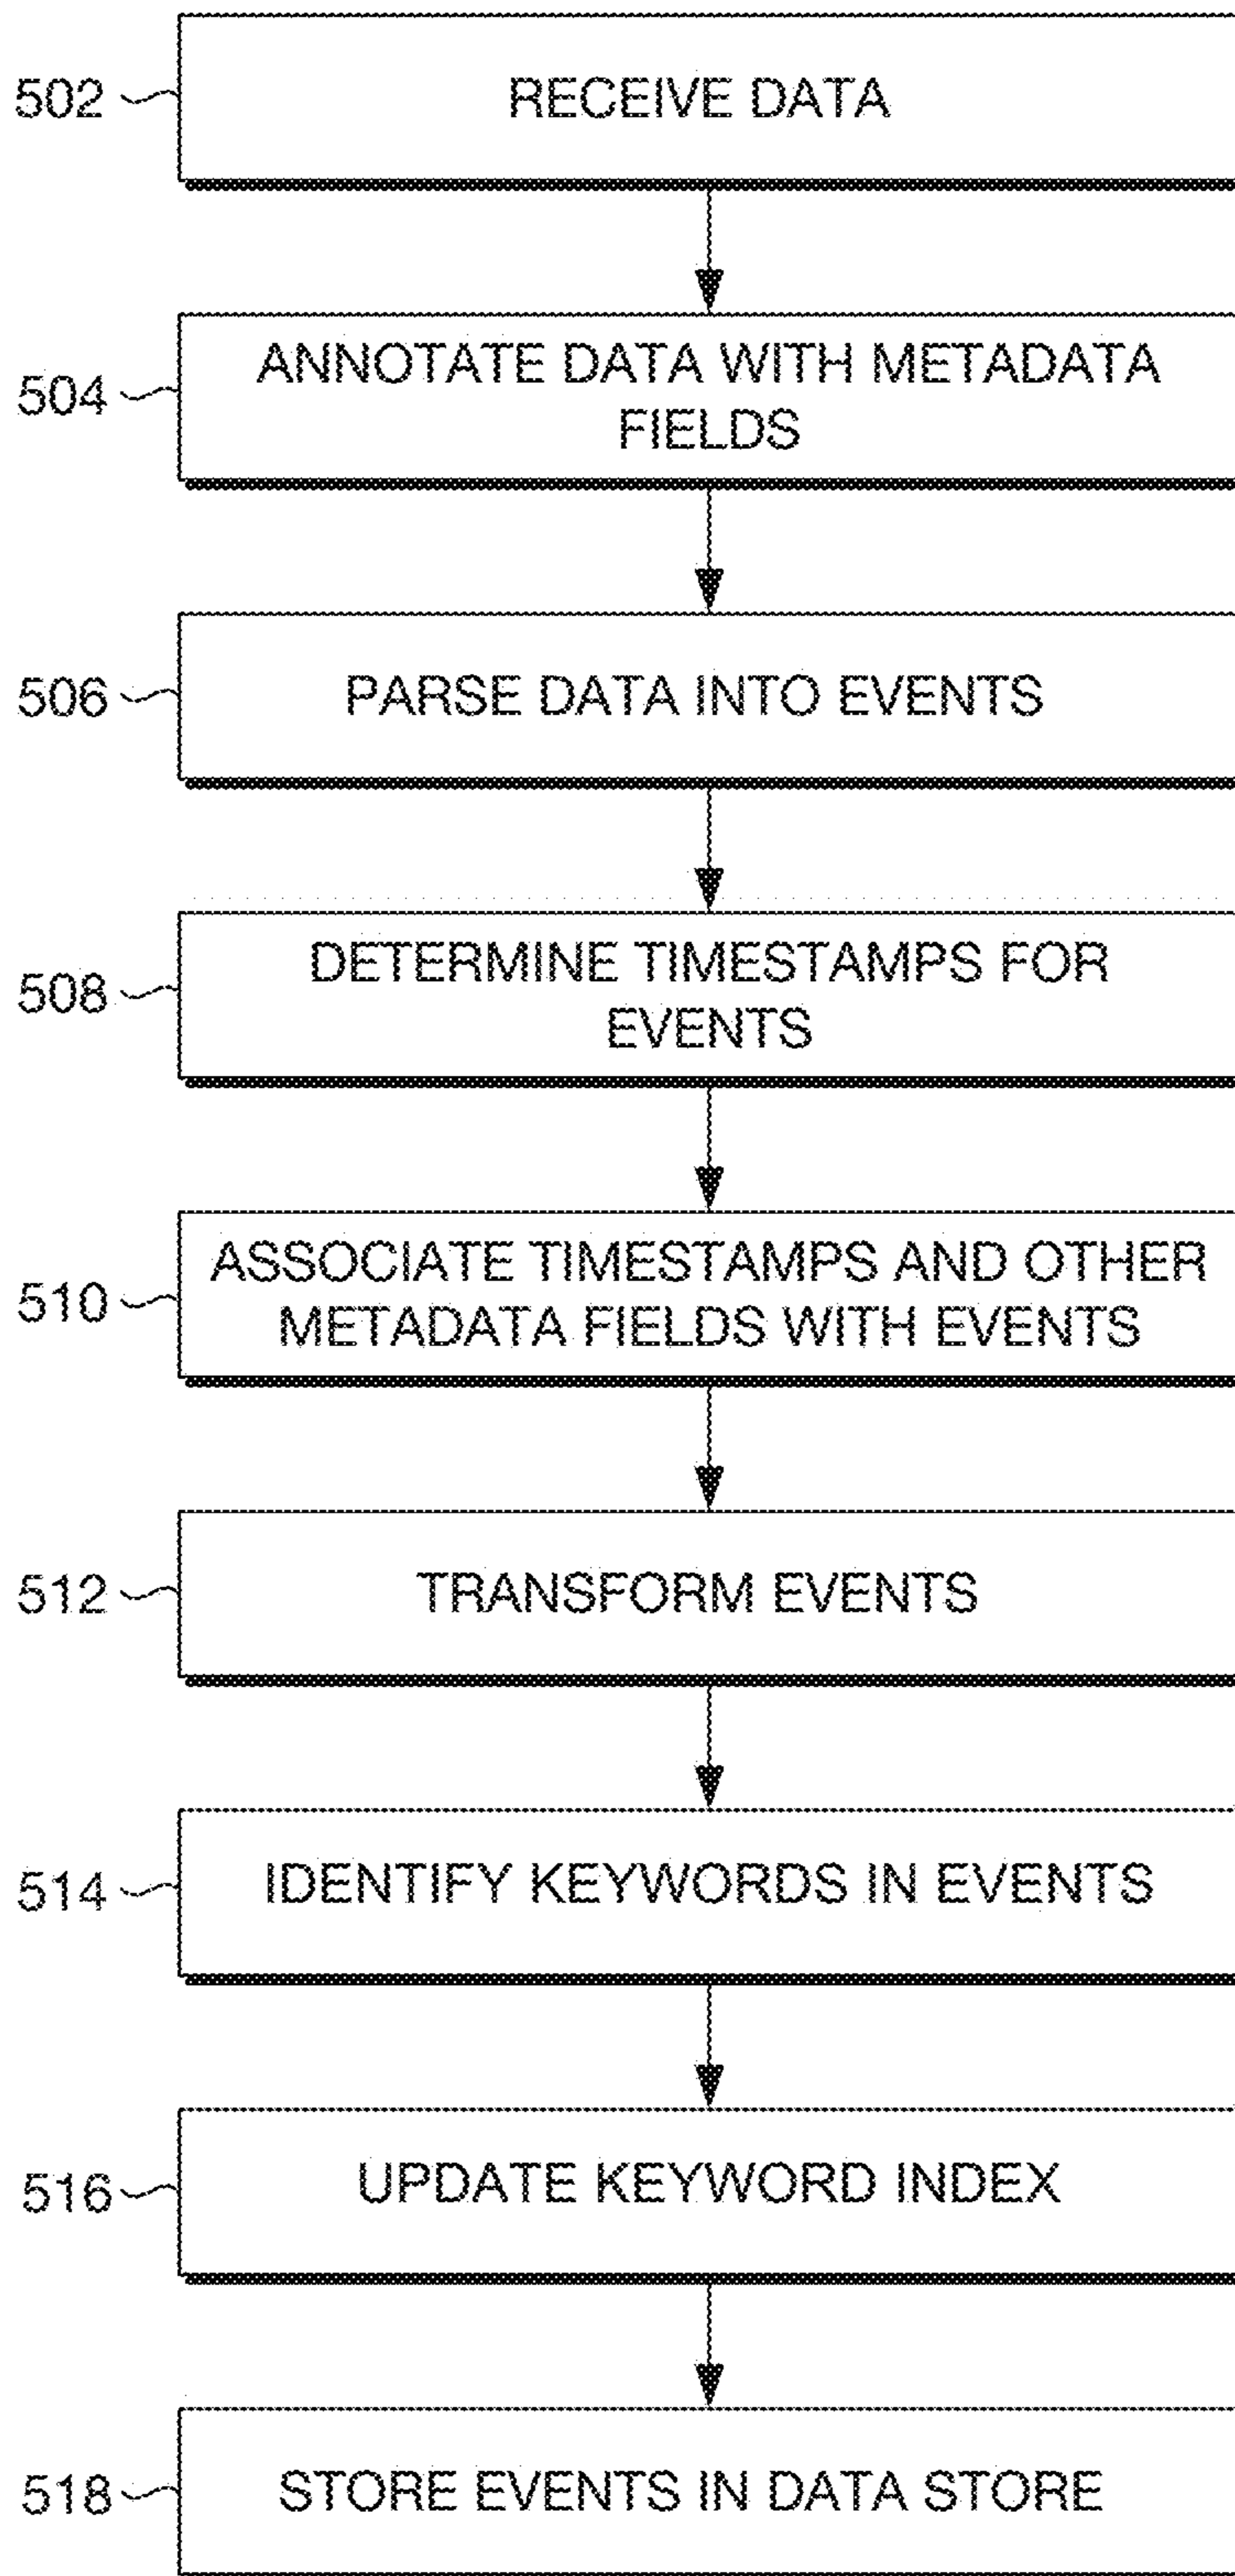 502
RECEIVE DATA
504
ANNOTATE DATA WITH METADATA
FIELDS
506
PARSE DATA INTO EVENTS
508
DETERMINE TIMESTAMPS FOR
EVENTS
510
ASSOCIATE TIMESTAMPS AND OTHER
METADATA FIELDS WITH EVENTS
512
TRANSFORM EVENTS
514
IDENTIFY KEYWORDS IN EVENTS
516
UPDATE KEYWORD INDEX
518
STORE EVENTS IN DATA STORE